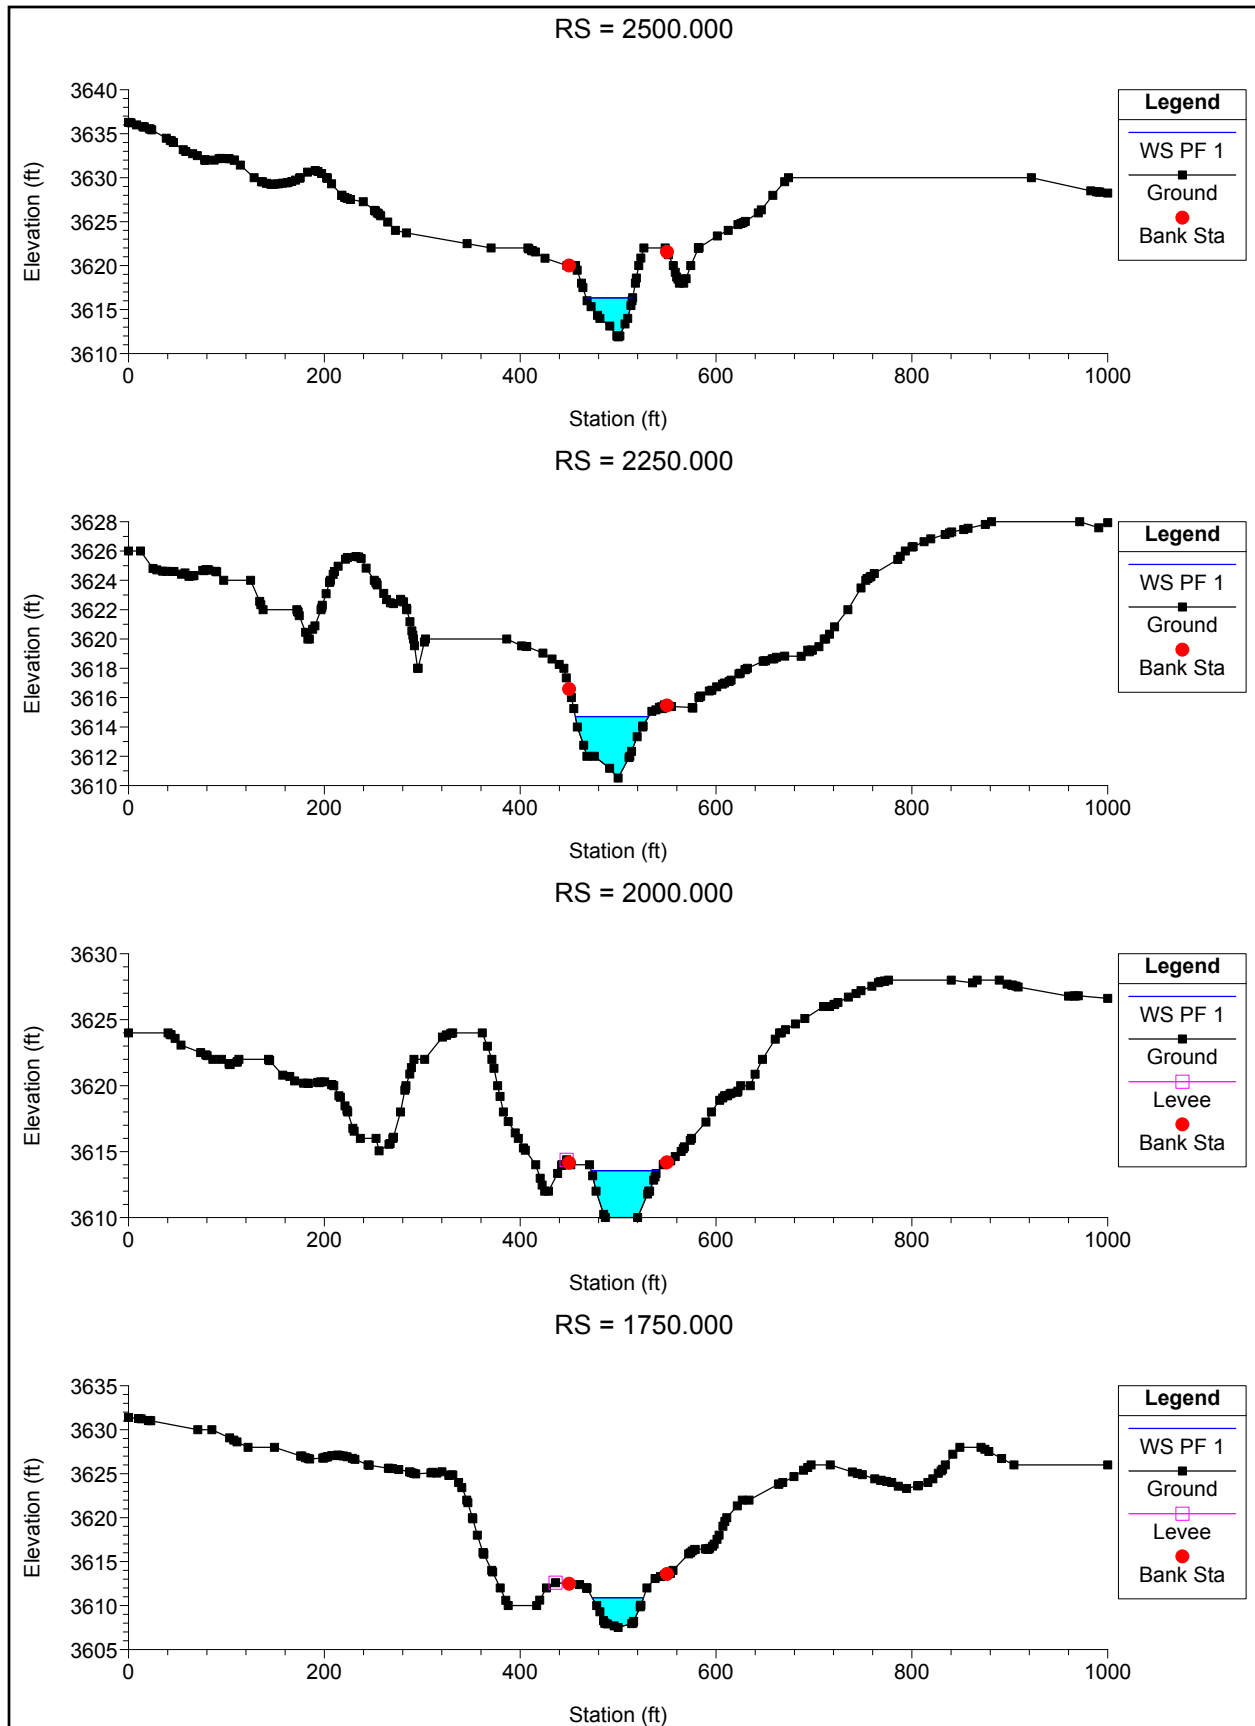 RS = 2500.000
3640
3635
3630
3625
3620
3615
3610
Elevation (ft)
0 200 400 600 800 1000
Station (ft)
Legend
WS PF 1
Ground
Bank Sta
RS = 2250.000
3628
3626
3624
3622
3620
3618
3616
3614
3612
3610
Elevation (ft)
0 200 400 600 800 1000
Station (ft)
Legend
WS PF 1
Ground
Bank Sta
RS = 2000.000
3630
3625
3620
3615
3610
Elevation (ft)
0 200 400 600 800 1000
Station (ft)
Legend
WS PF 1
Ground
Levee
Bank Sta
RS = 1750.000
3635
3630
3625
3620
3615
3610
3605
Elevation (ft)
0 200 400 600 800 1000
Station (ft)
Legend
WS PF 1
Ground
Levee
Bank Sta